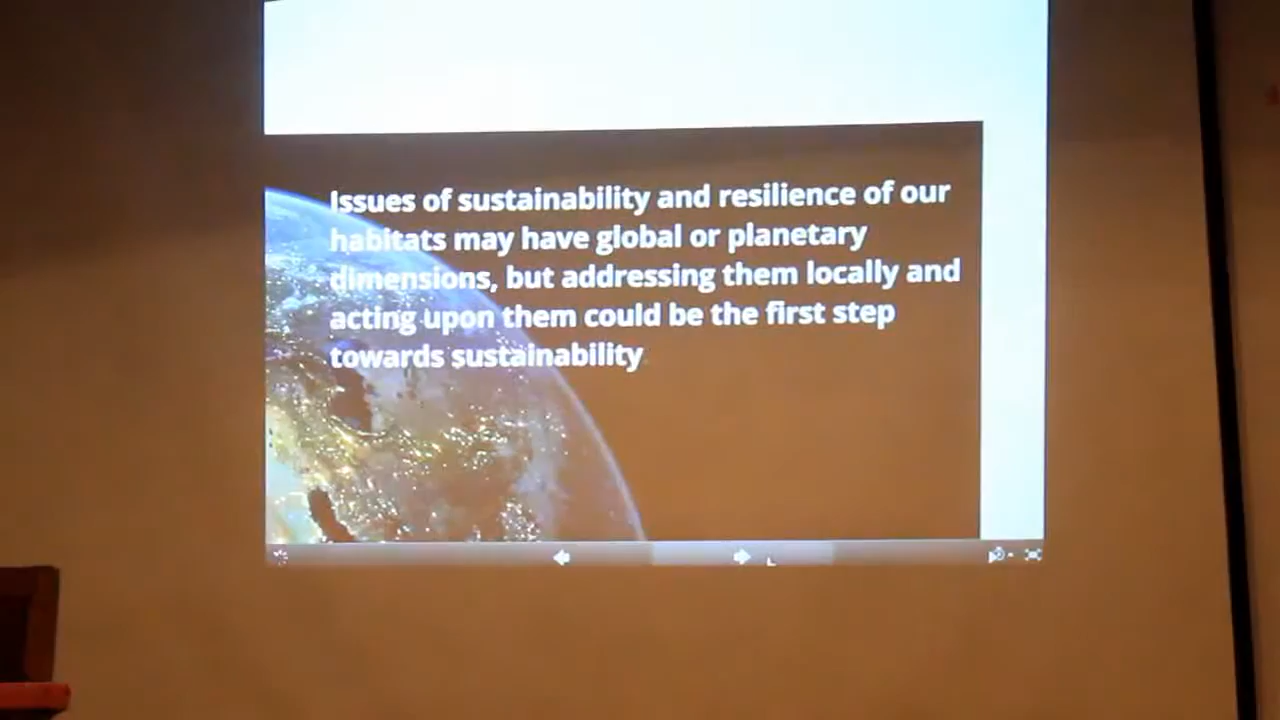 Issues of sustainability and resilience of our
habitats may have global or planetary
dimensions, but addressing them locally and
acting upon them could be the first step
towards sustainability